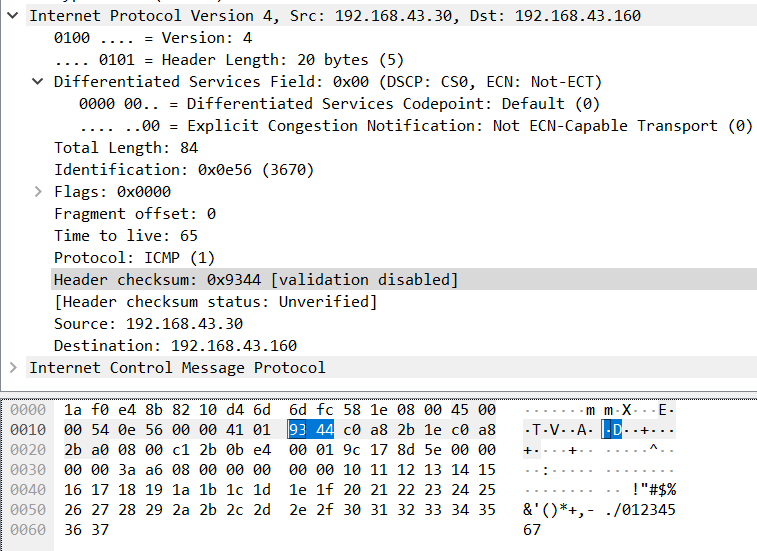 Internet Protocol Version 4, Src: 192.168.43.30, Dst: 192.168.43.160
0100 .... = Version: 4
.... 0101 = Header Length: 20 bytes (5)
Differentiated Services Field: 0x00 (DSCP: CS0, ECN: Not-ECT)
0000 00.. = Differentiated Services Codepoint: Default (0)
.... ..00 = Explicit Congestion Notification: Not ECN-Capable Transport (0)
Total Length: 84
Identification: 0x0e56 (3670)
Flags: 0x0000
Fragment offset: 0
Time to live: 65
Protocol: ICMP (1)
Header checksum: 0x9344 [validation disabled]
[Header checksum status: Unverified]
Source: 192.168.43.30
Destination: 192.168.43.160
Internet Control Message Protocol
0000 1a f0 e4 8b 82 10 d4 6d 6d fc 58 1e 08 00 45 00 ·······m m·X···E·
0010 00 54 0e 56 00 00 41 01 93 44 c0 a8 2b 1e c0 a8 ·T·V··A· ·D··+···
0020 2b a0 08 00 c1 2b 0b e4 00 01 9c 17 8d 5e 00 00 +····+·· ·····^··
0030 00 00 3a a6 08 00 00 00 00 00 10 11 12 13 14 15 ··:····· ········
0040 16 17 18 19 1a 1b 1c 1d 1e 1f 20 21 22 23 24 25 ········ ·· !"#$%
0050 26 27 28 29 2a 2b 2c 2d 2e 2f 30 31 32 33 34 35 &'()*+,- ./012345
0060 36 37 67